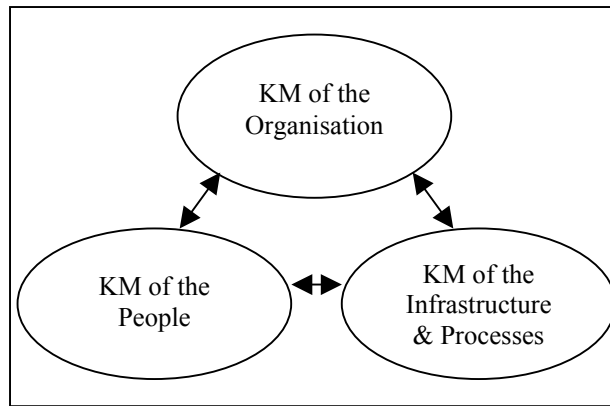 KM of the
Organisation
KM of the
People
KM of the
Infrastructure
& Processes